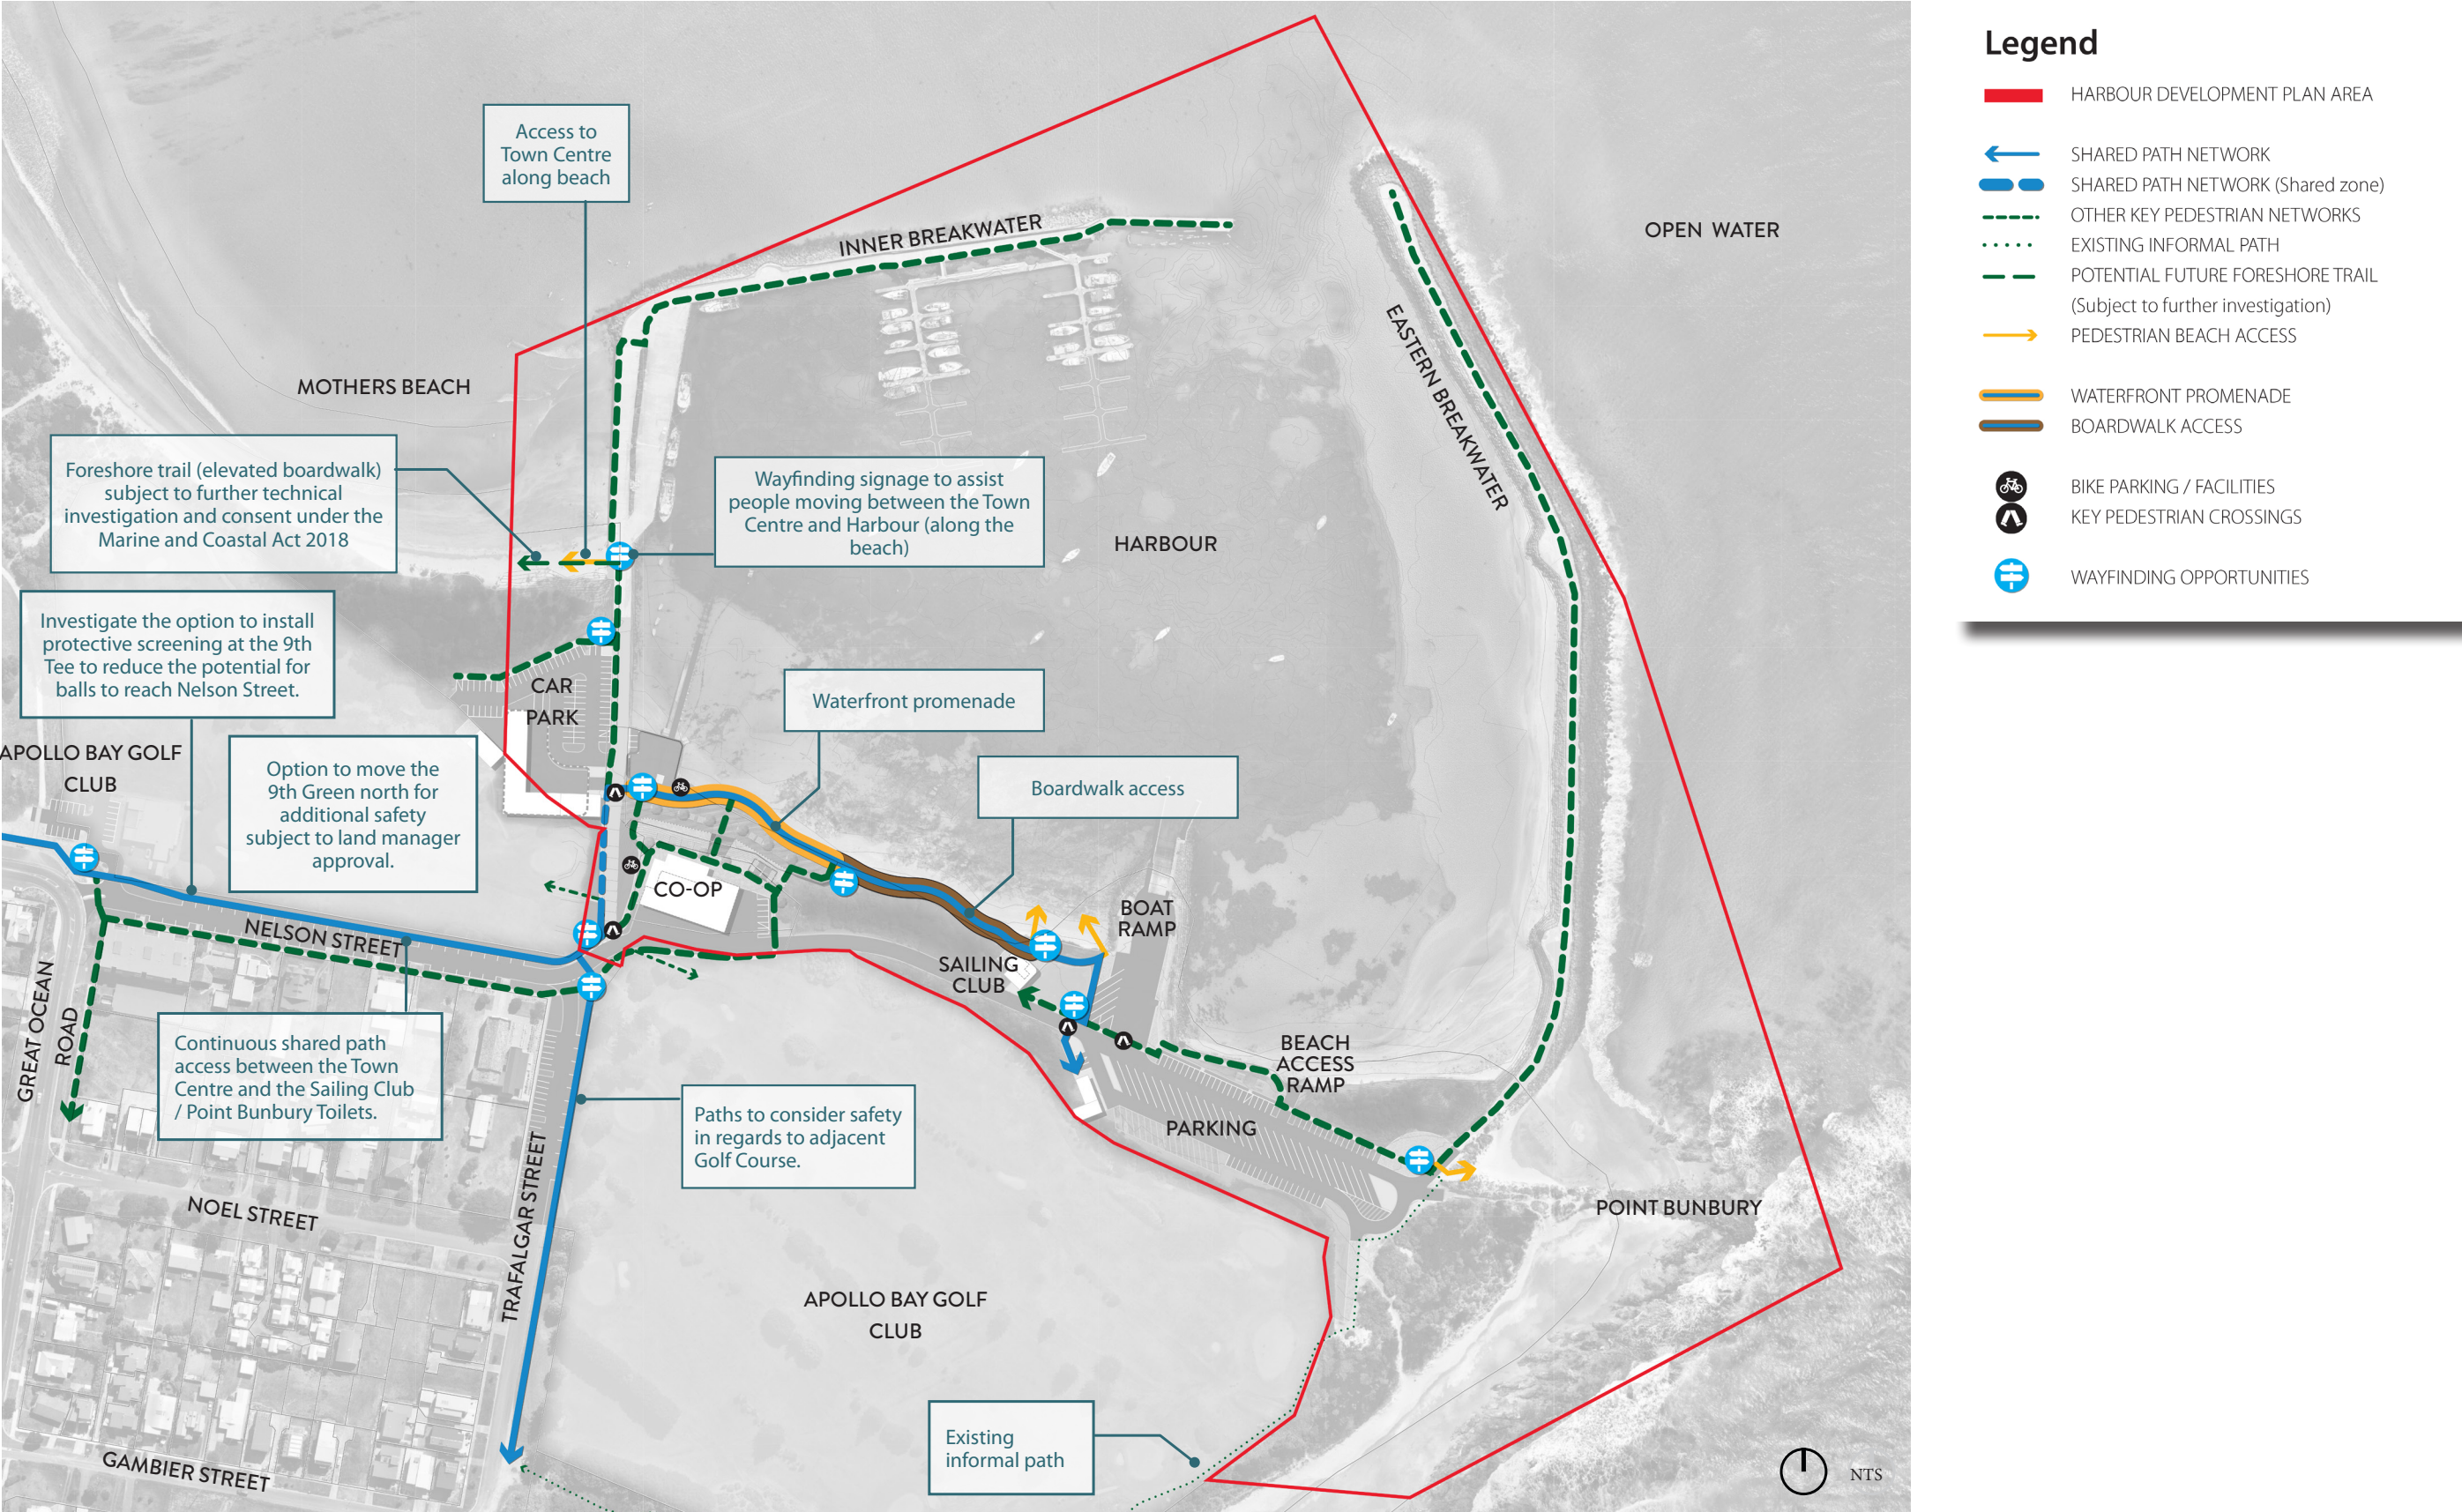 Legend
HARBOUR DEVELOPMENT PLAN AREA
SHARED PATH NETWORK
SHARED PATH NETWORK (Shared zone)
OTHER KEY PEDESTRIAN NETWORKS
EXISTING INFORMAL PATH
POTENTIAL FUTURE FORESHORE TRAIL
(Subject to further investigation)
PEDESTRIAN BEACH ACCESS
WATERFRONT PROMENADE
BOARDWALK ACCESS
BIKE PARKING / FACILITIES
KEY PEDESTRIAN CROSSINGS
WAYFINDING OPPORTUNITIES
Access to
Town Centre
along beach
INNER BREAKWATER
OPEN WATER
EASTERN BREAKWATER
MOTHERS BEACH
Foreshore trail (elevated boardwalk)
subject to further technical
investigation and consent under the
Marine and Coastal Act 2018
Wayfinding signage to assist
people moving between the Town
Centre and Harbour (along the
beach)
HARBOUR
Investigate the option to install
protective screening at the 9th
Tee to reduce the potential for
balls to reach Nelson Street.
CAR
PARK
Waterfront promenade
APOLLO BAY GOLF
CLUB
Option to move the
9th Green north for
additional safety
subject to land manager
approval.
Boardwalk access
CO-OP
BOAT
RAMP
NELSON STREET
SAILING
CLUB
GREAT OCEAN
ROAD
Continuous shared path
access between the Town
Centre and the Sailing Club
/ Point Bunbury Toilets.
BEACH
ACCESS
RAMP
Paths to consider safety
in regards to adjacent
Golf Course.
PARKING
TRAFALGAR STREET
NOEL STREET
POINT BUNBURY
APOLLO BAY GOLF
CLUB
Existing
informal path
GAMBIER STREET
NTS